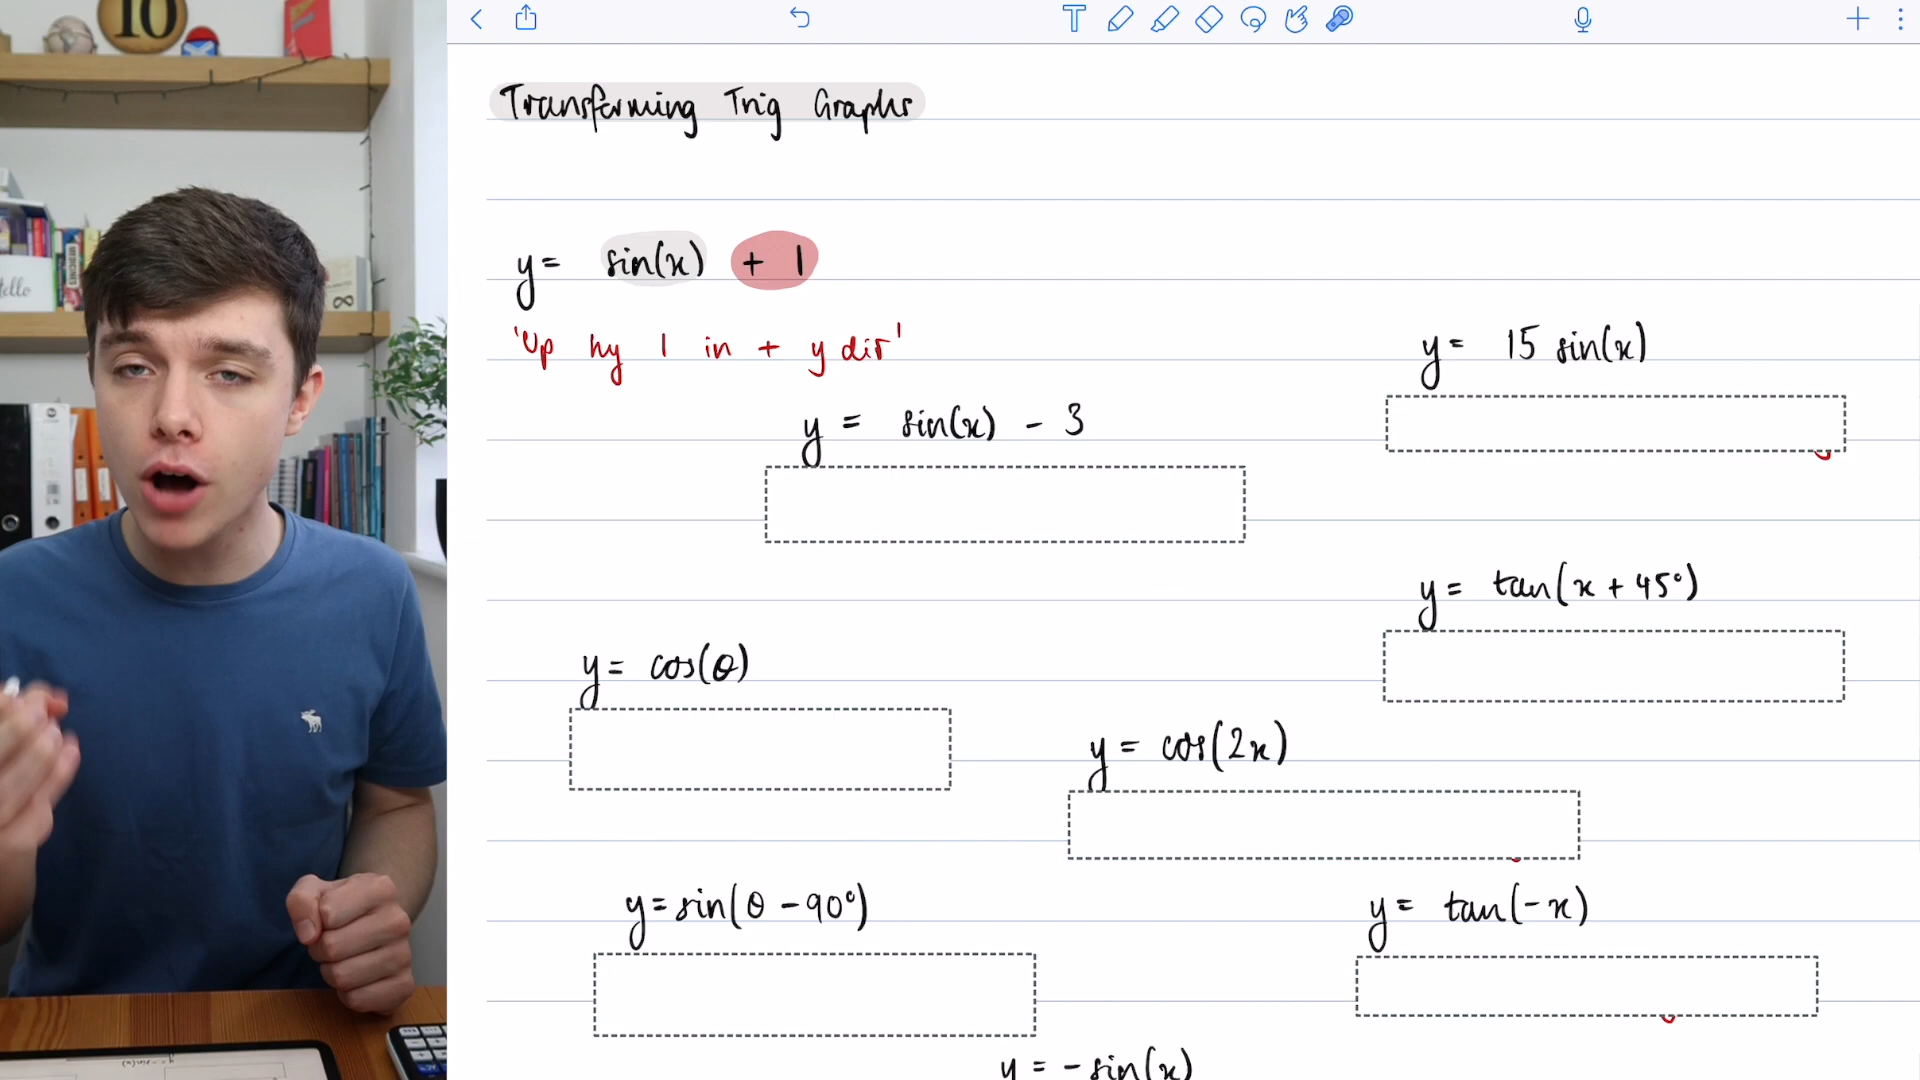 10
Transforming Trig Graphs
y = sin(x) + 1
'Up by 1 in + y dir'
y = 15 sin(x)
y = sin(x) - 3
y = tan(x + 45°)
y = cos(θ)
y = cos(2x)
y = sin(θ - 90°)
y = tan(-x)
y = -sin(x)